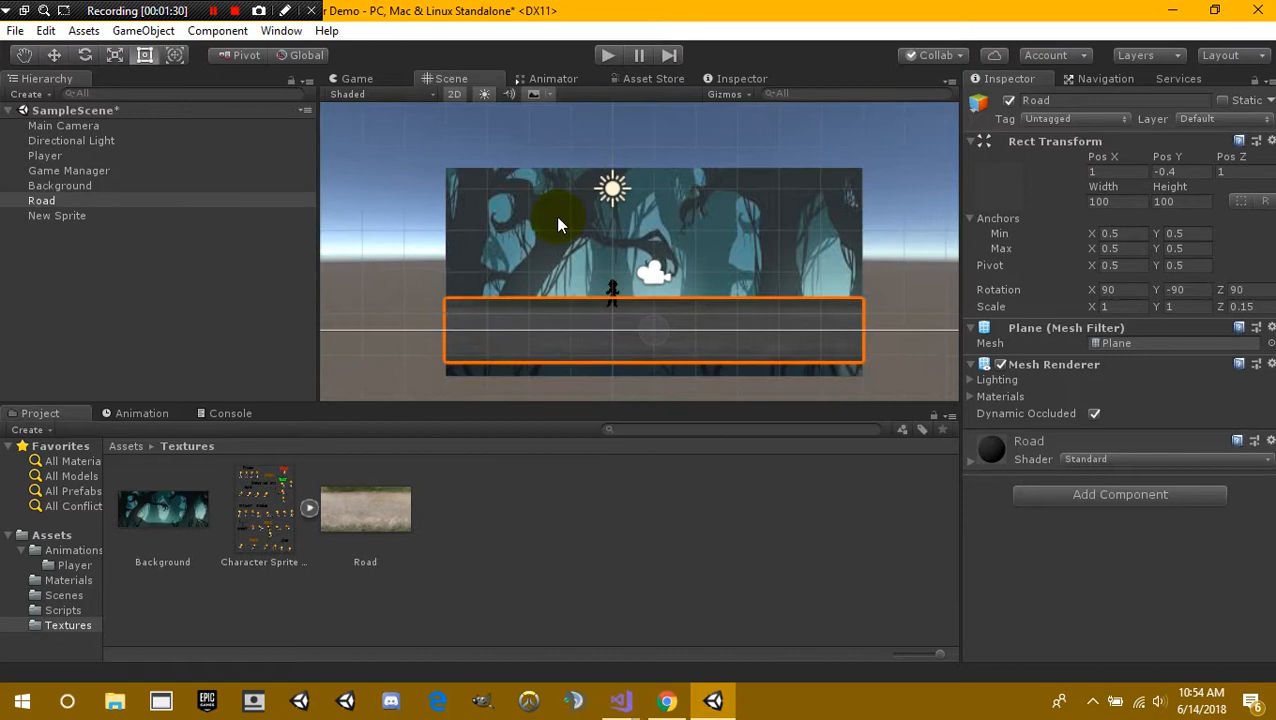 Recording [00:01:30]
r Demo - PC, Mac & Linux Standalone* <DX11>
File Edit Assets GameObject Component Window Help
Pivot Global Collab Account Layers Layout
Hierarchy Game Scene Animator Asset Store Inspector Inspector Navigation Services
Create All Shaded 2D Gizmos All Road Static
SampleScene* Tag Untagged Layer Default
Main Camera
Directional Light
Player
Game Manager
Background
Road
New Sprite
Rect Transform
Pos X Pos Y Pos Z
1 -0.4 1
Width Height
100 100 R
Anchors
Min X 0.5 Y 0.5
Max X 0.5 Y 0.5
Pivot X 0.5 Y 0.5
Rotation X 90 Y -90 Z 90
Scale X 1 Y 1 Z 0.15
Plane (Mesh Filter)
Mesh Plane
Mesh Renderer
Lighting
Materials
Dynamic Occluded
Road
Shader Standard
Add Component
Project Animation Console
Create
Favorites
All Materia
All Models
All Prefabs
All Conflict
Assets
Animations
Player
Materials
Scenes
Scripts
Textures
Assets Textures
Background Character Sprite ... Road
EPIC GAMES
10:54 AM
6/14/2018
6